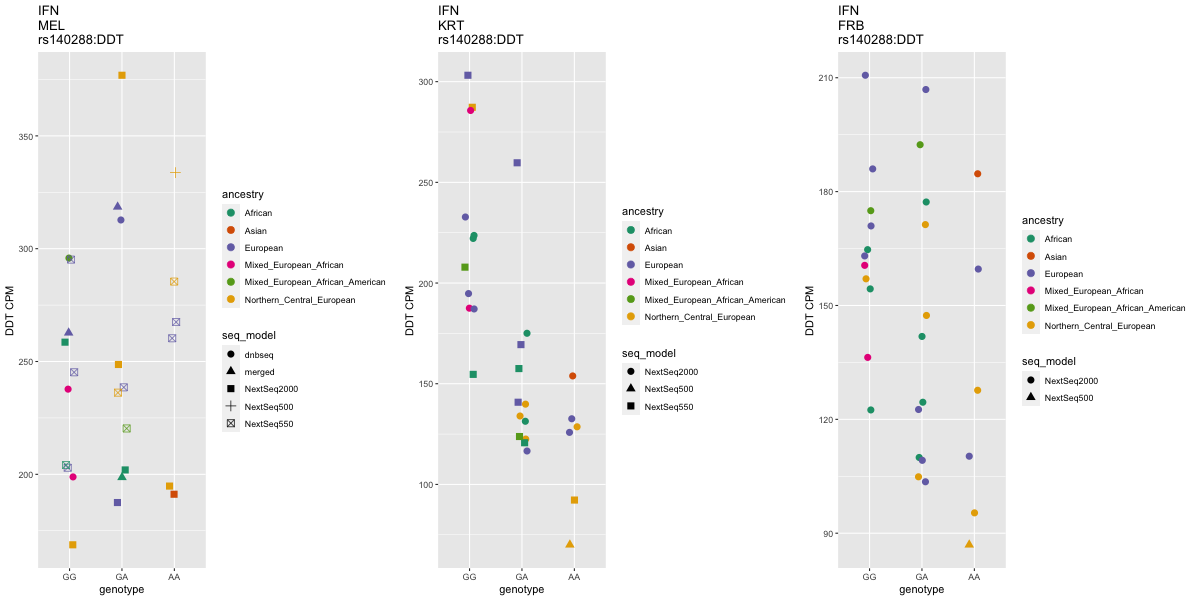 IFN
MEL
rs140288:DDT
DDT CPM
350
300
250
200
GG
GA
AA
genotype
ancestry
African
Asian
European
Mixed_European_African
Mixed_European_African_American
Northern_Central_European
seq_model
dnbseq
merged
NextSeq2000
NextSeq500
NextSeq550
IFN
KRT
rs140288:DDT
DDT CPM
300
250
200
150
100
GG
GA
AA
genotype
ancestry
African
Asian
European
Mixed_European_African
Mixed_European_African_American
Northern_Central_European
seq_model
NextSeq2000
NextSeq500
NextSeq550
IFN
FRB
rs140288:DDT
DDT CPM
210
180
150
120
90
GG
GA
AA
genotype
ancestry
African
Asian
European
Mixed_European_African
Mixed_European_African_American
Northern_Central_European
seq_model
NextSeq2000
NextSeq500